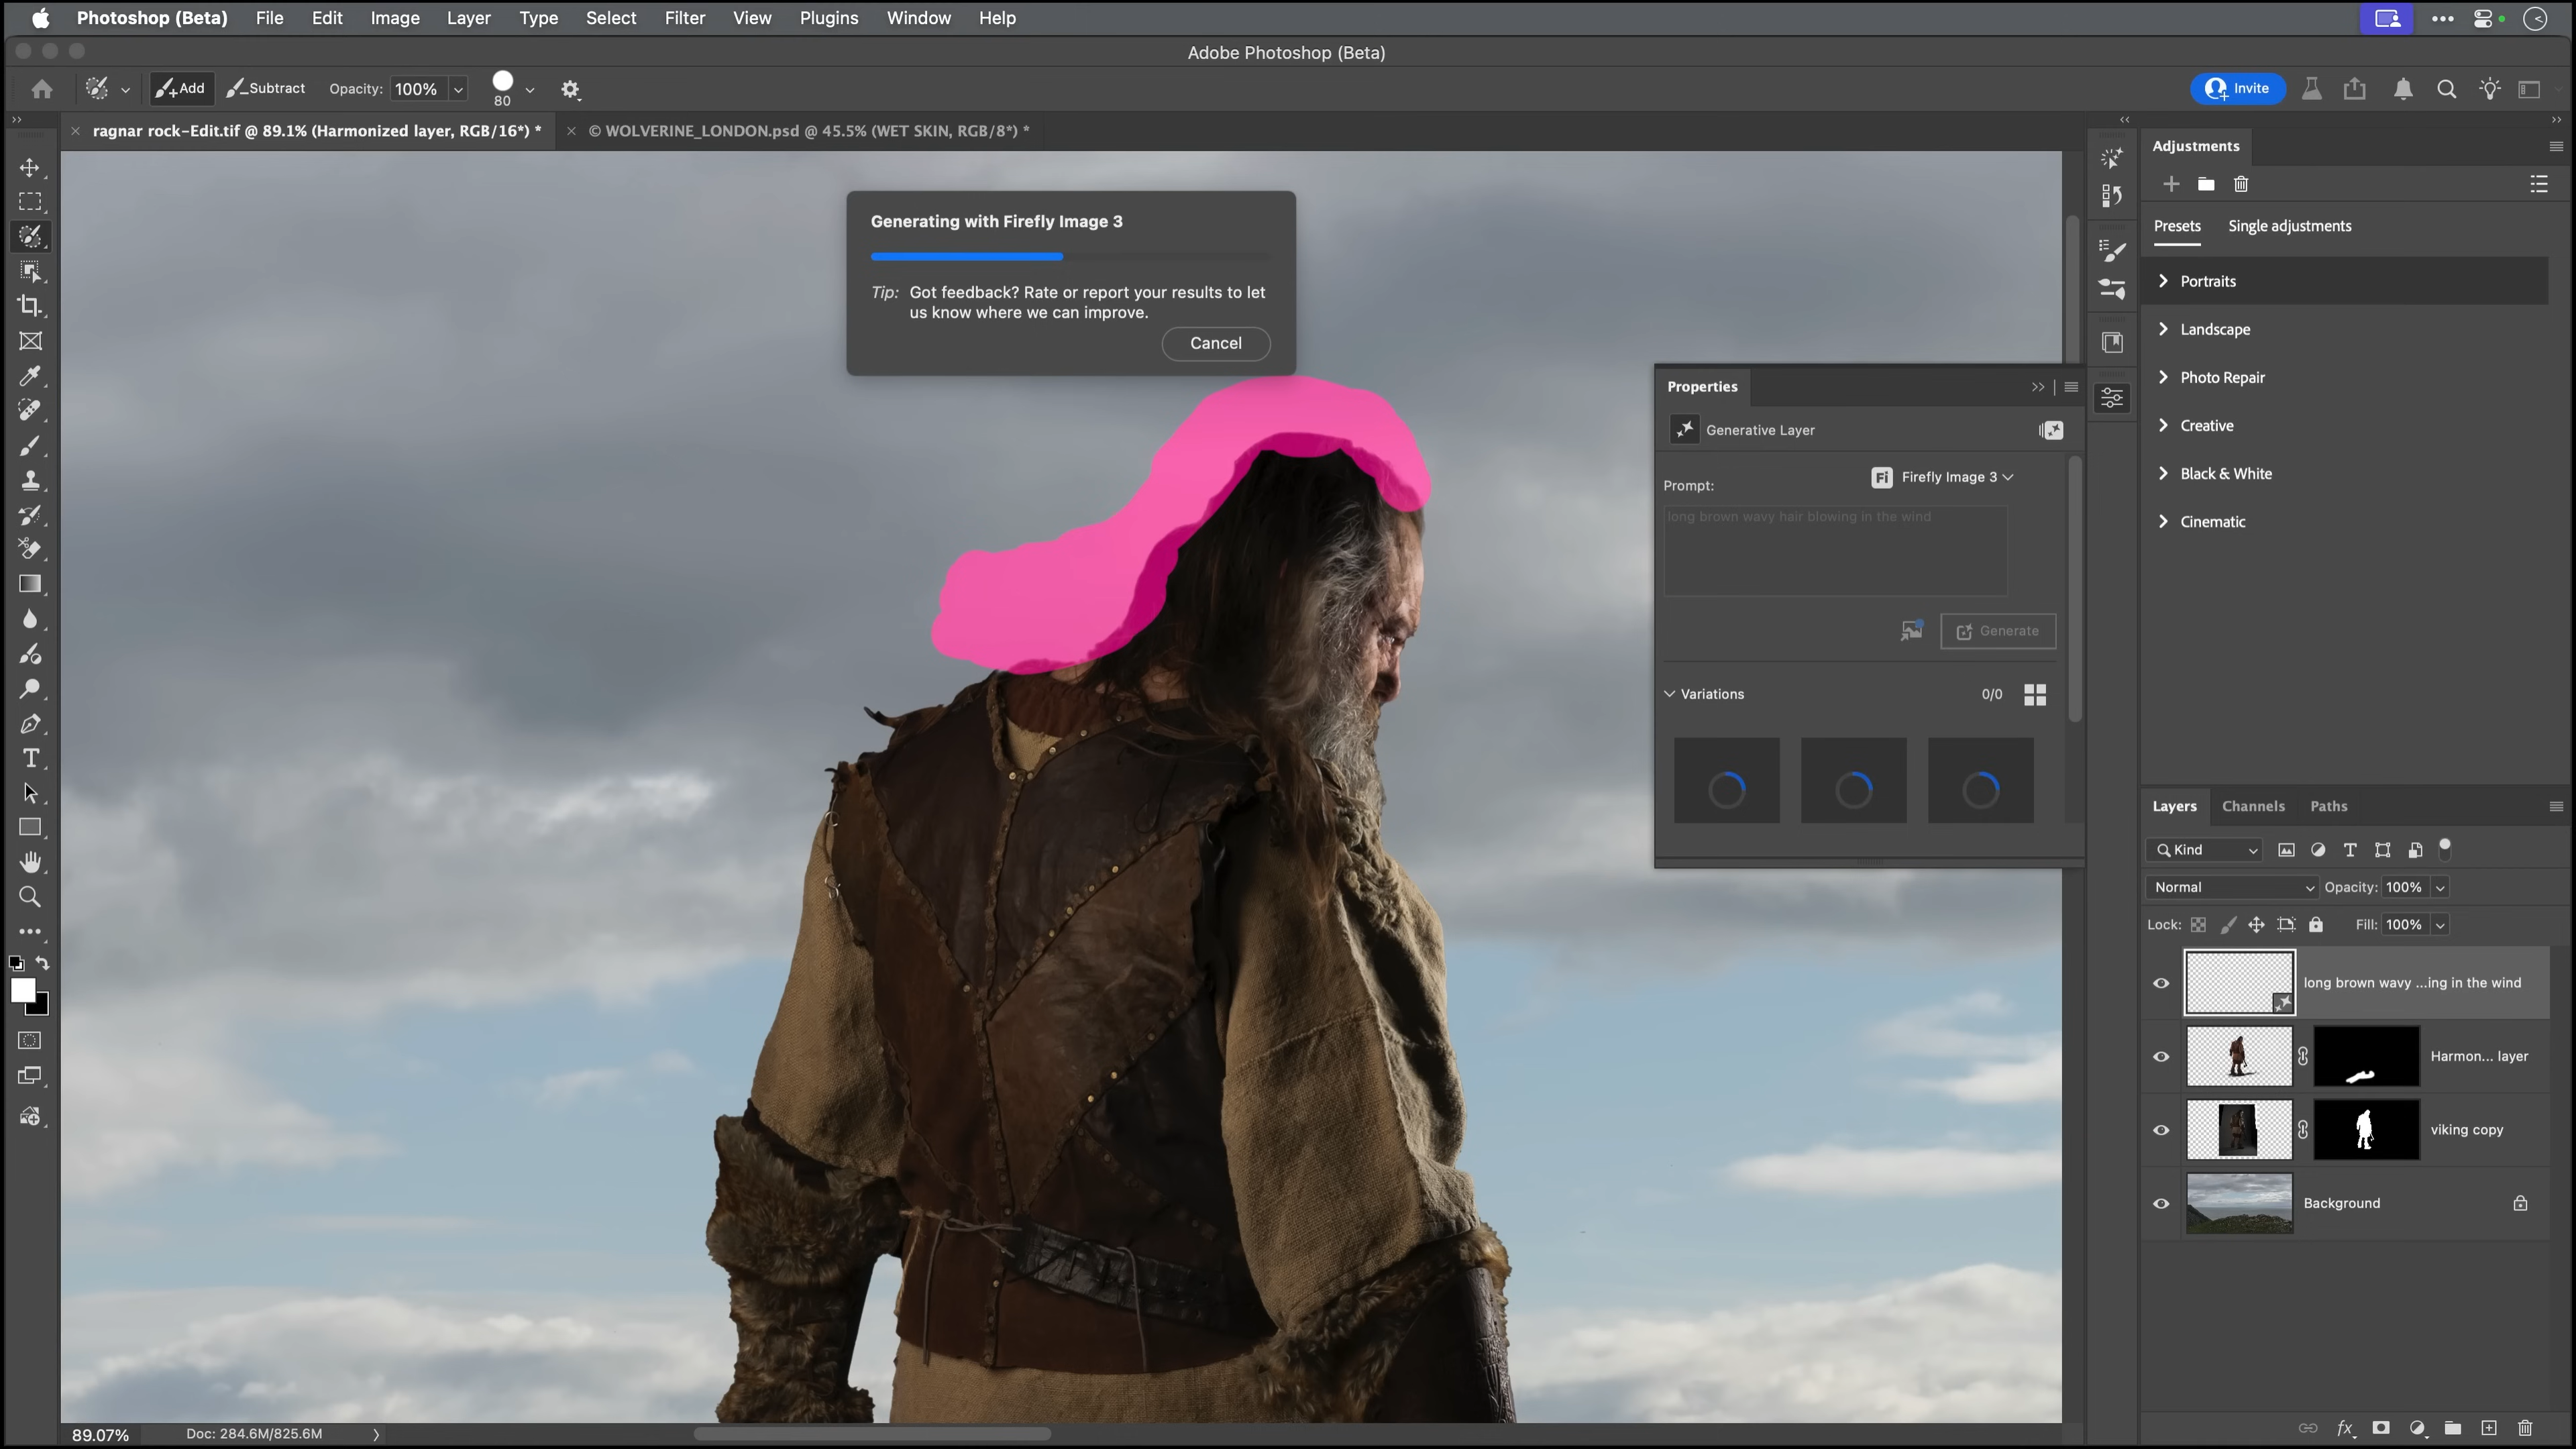 Photoshop (Beta) File Edit Image Layer Type Select Filter View Plugins Window Help
Adobe Photoshop (Beta)
Add Subtract Opacity: 100% 80 Invite
ragnar rock-Edit.tif @ 89.1% (Harmonized layer, RGB/16*) * © WOLVERINE_LONDON.psd @ 45.5% (WET SKIN, RGB/8*) *
Generating with Firefly Image 3
Tip: Got feedback? Rate or report your results to let
us know where we can improve.
Cancel
Properties
Generative Layer
Prompt: Fi Firefly Image 3
long brown wavy hair blowing in the wind
Generate
Variations 0/0
Adjustments
Presets Single adjustments
Portraits
Landscape
Photo Repair
Creative
Black & White
Cinematic
Layers Channels Paths
Kind
Normal Opacity: 100%
Lock: Fill: 100%
long brown wavy ...ing in the wind
Harmon... layer
viking copy
Background
fx
89.07% Doc: 284.6M/825.6M